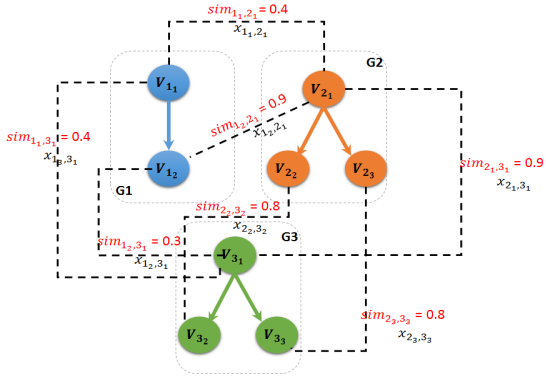 sim₁₁,₂₁ = 0.4
x₁₁,₂₁
G2
V₁₁
V₂₁
sim₁₂,₂₁ = 0.9
x₁₂,₂₁
sim₁₁,₃₁ = 0.4
x₁₁,₃₁
sim₂₁,₃₁ = 0.9
x₂₁,₃₁
V₁₂
V₂₂
V₂₃
G1
sim₂₂,₃₂ = 0.8
x₂₂,₃₂
G3
sim₁₂,₃₁ = 0.3
x₁₂,₃₁
V₃₁
sim₂₃,₃₃ = 0.8
x₂₃,₃₃
V₃₂
V₃₃